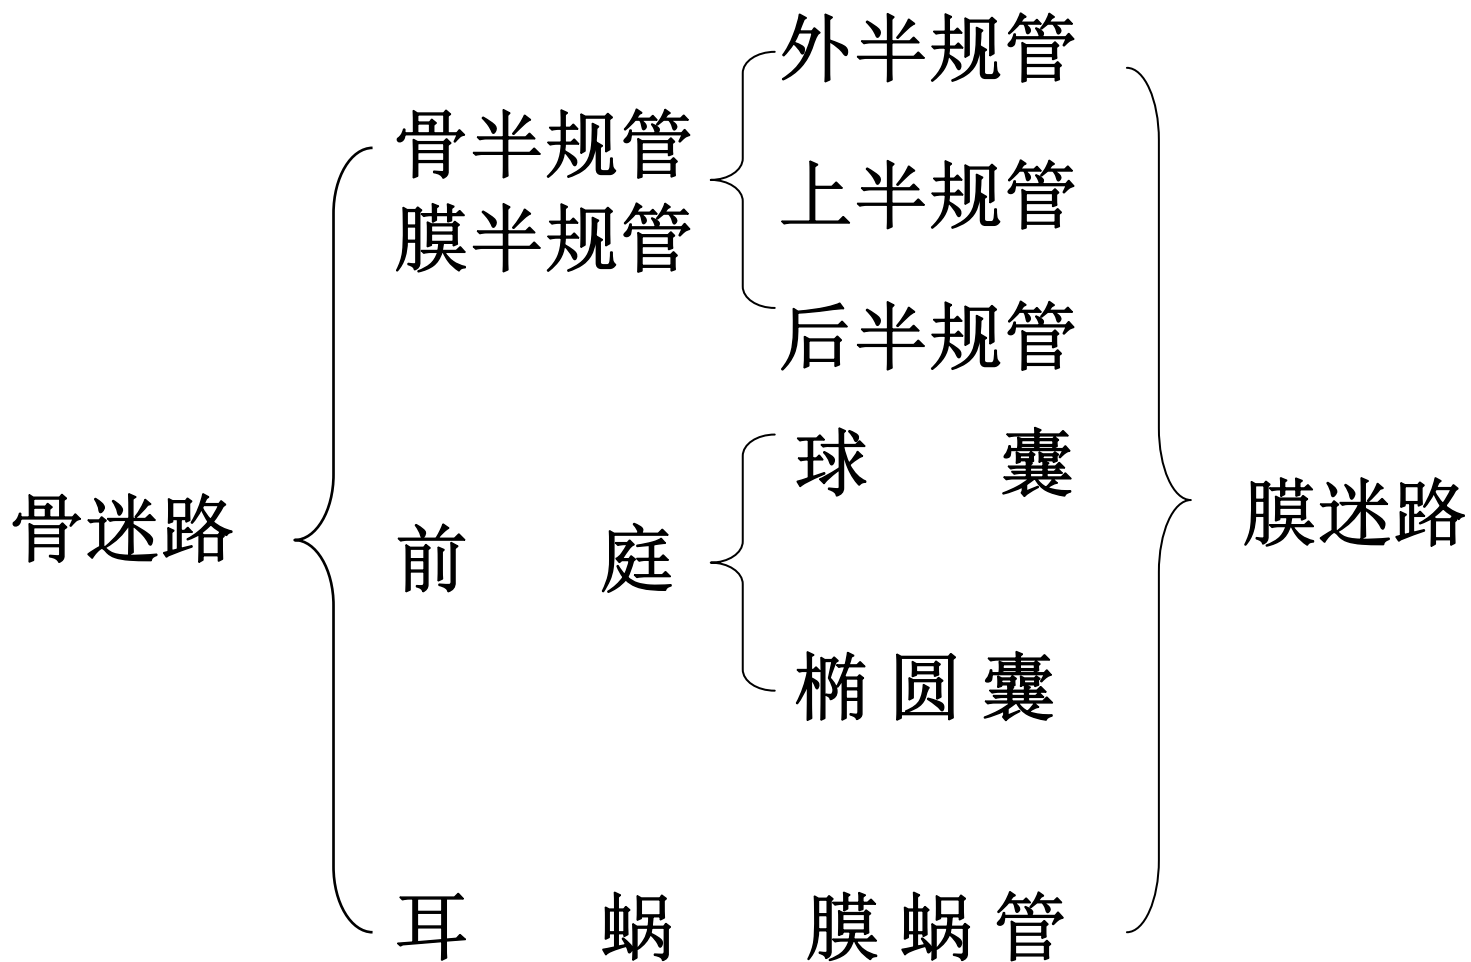 外半规管
骨半规管
膜半规管
上半规管
后半规管
球 囊
骨迷路
前 庭
膜迷路
椭圆囊
耳 蜗 膜蜗管